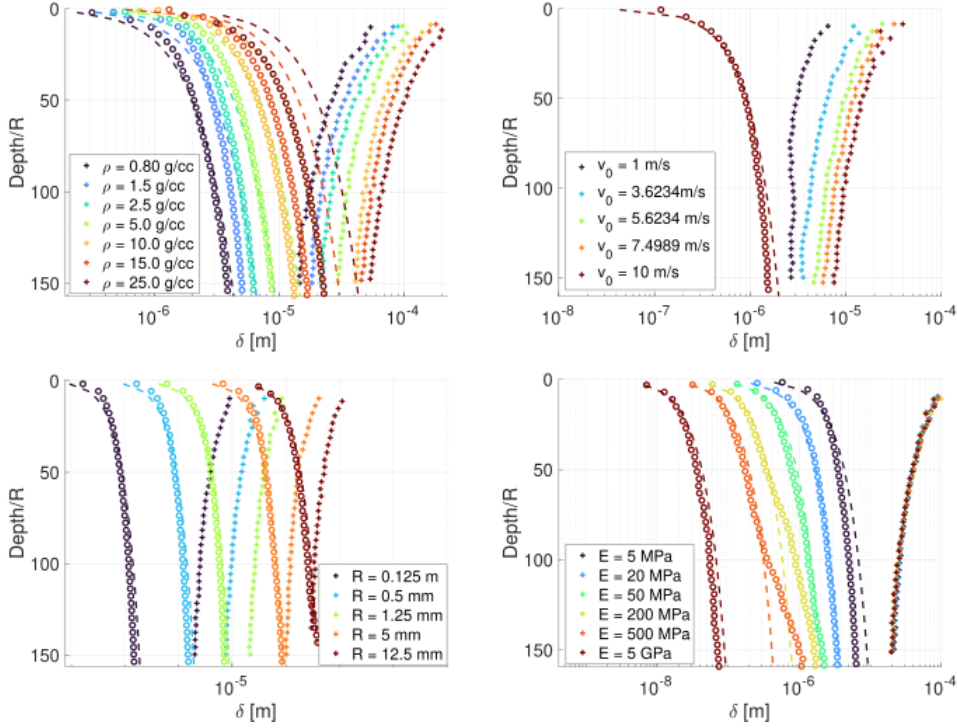 0
50
100
150
Depth/R
ρ = 0.80 g/cc
ρ = 1.5 g/cc
ρ = 2.5 g/cc
ρ = 5.0 g/cc
ρ = 10.0 g/cc
ρ = 15.0 g/cc
ρ = 25.0 g/cc
10⁻⁶ 10⁻⁵ 10⁻⁴
δ [m]
0
50
100
150
Depth/R
v₀ = 1 m/s
v₀ = 3.6234m/s
v₀ = 5.6234 m/s
v₀ = 7.4989 m/s
v₀ = 10 m/s
10⁻⁸ 10⁻⁷ 10⁻⁶ 10⁻⁵ 10⁻⁴
δ [m]
0
50
100
150
Depth/R
R = 0.125 m
R = 0.5 mm
R = 1.25 mm
R = 5 mm
R = 12.5 mm
10⁻⁵
δ [m]
0
50
100
150
Depth/R
E = 5 MPa
E = 20 MPa
E = 50 MPa
E = 200 MPa
E = 500 MPa
E = 5 GPa
10⁻⁸ 10⁻⁶ 10⁻⁴
δ [m]